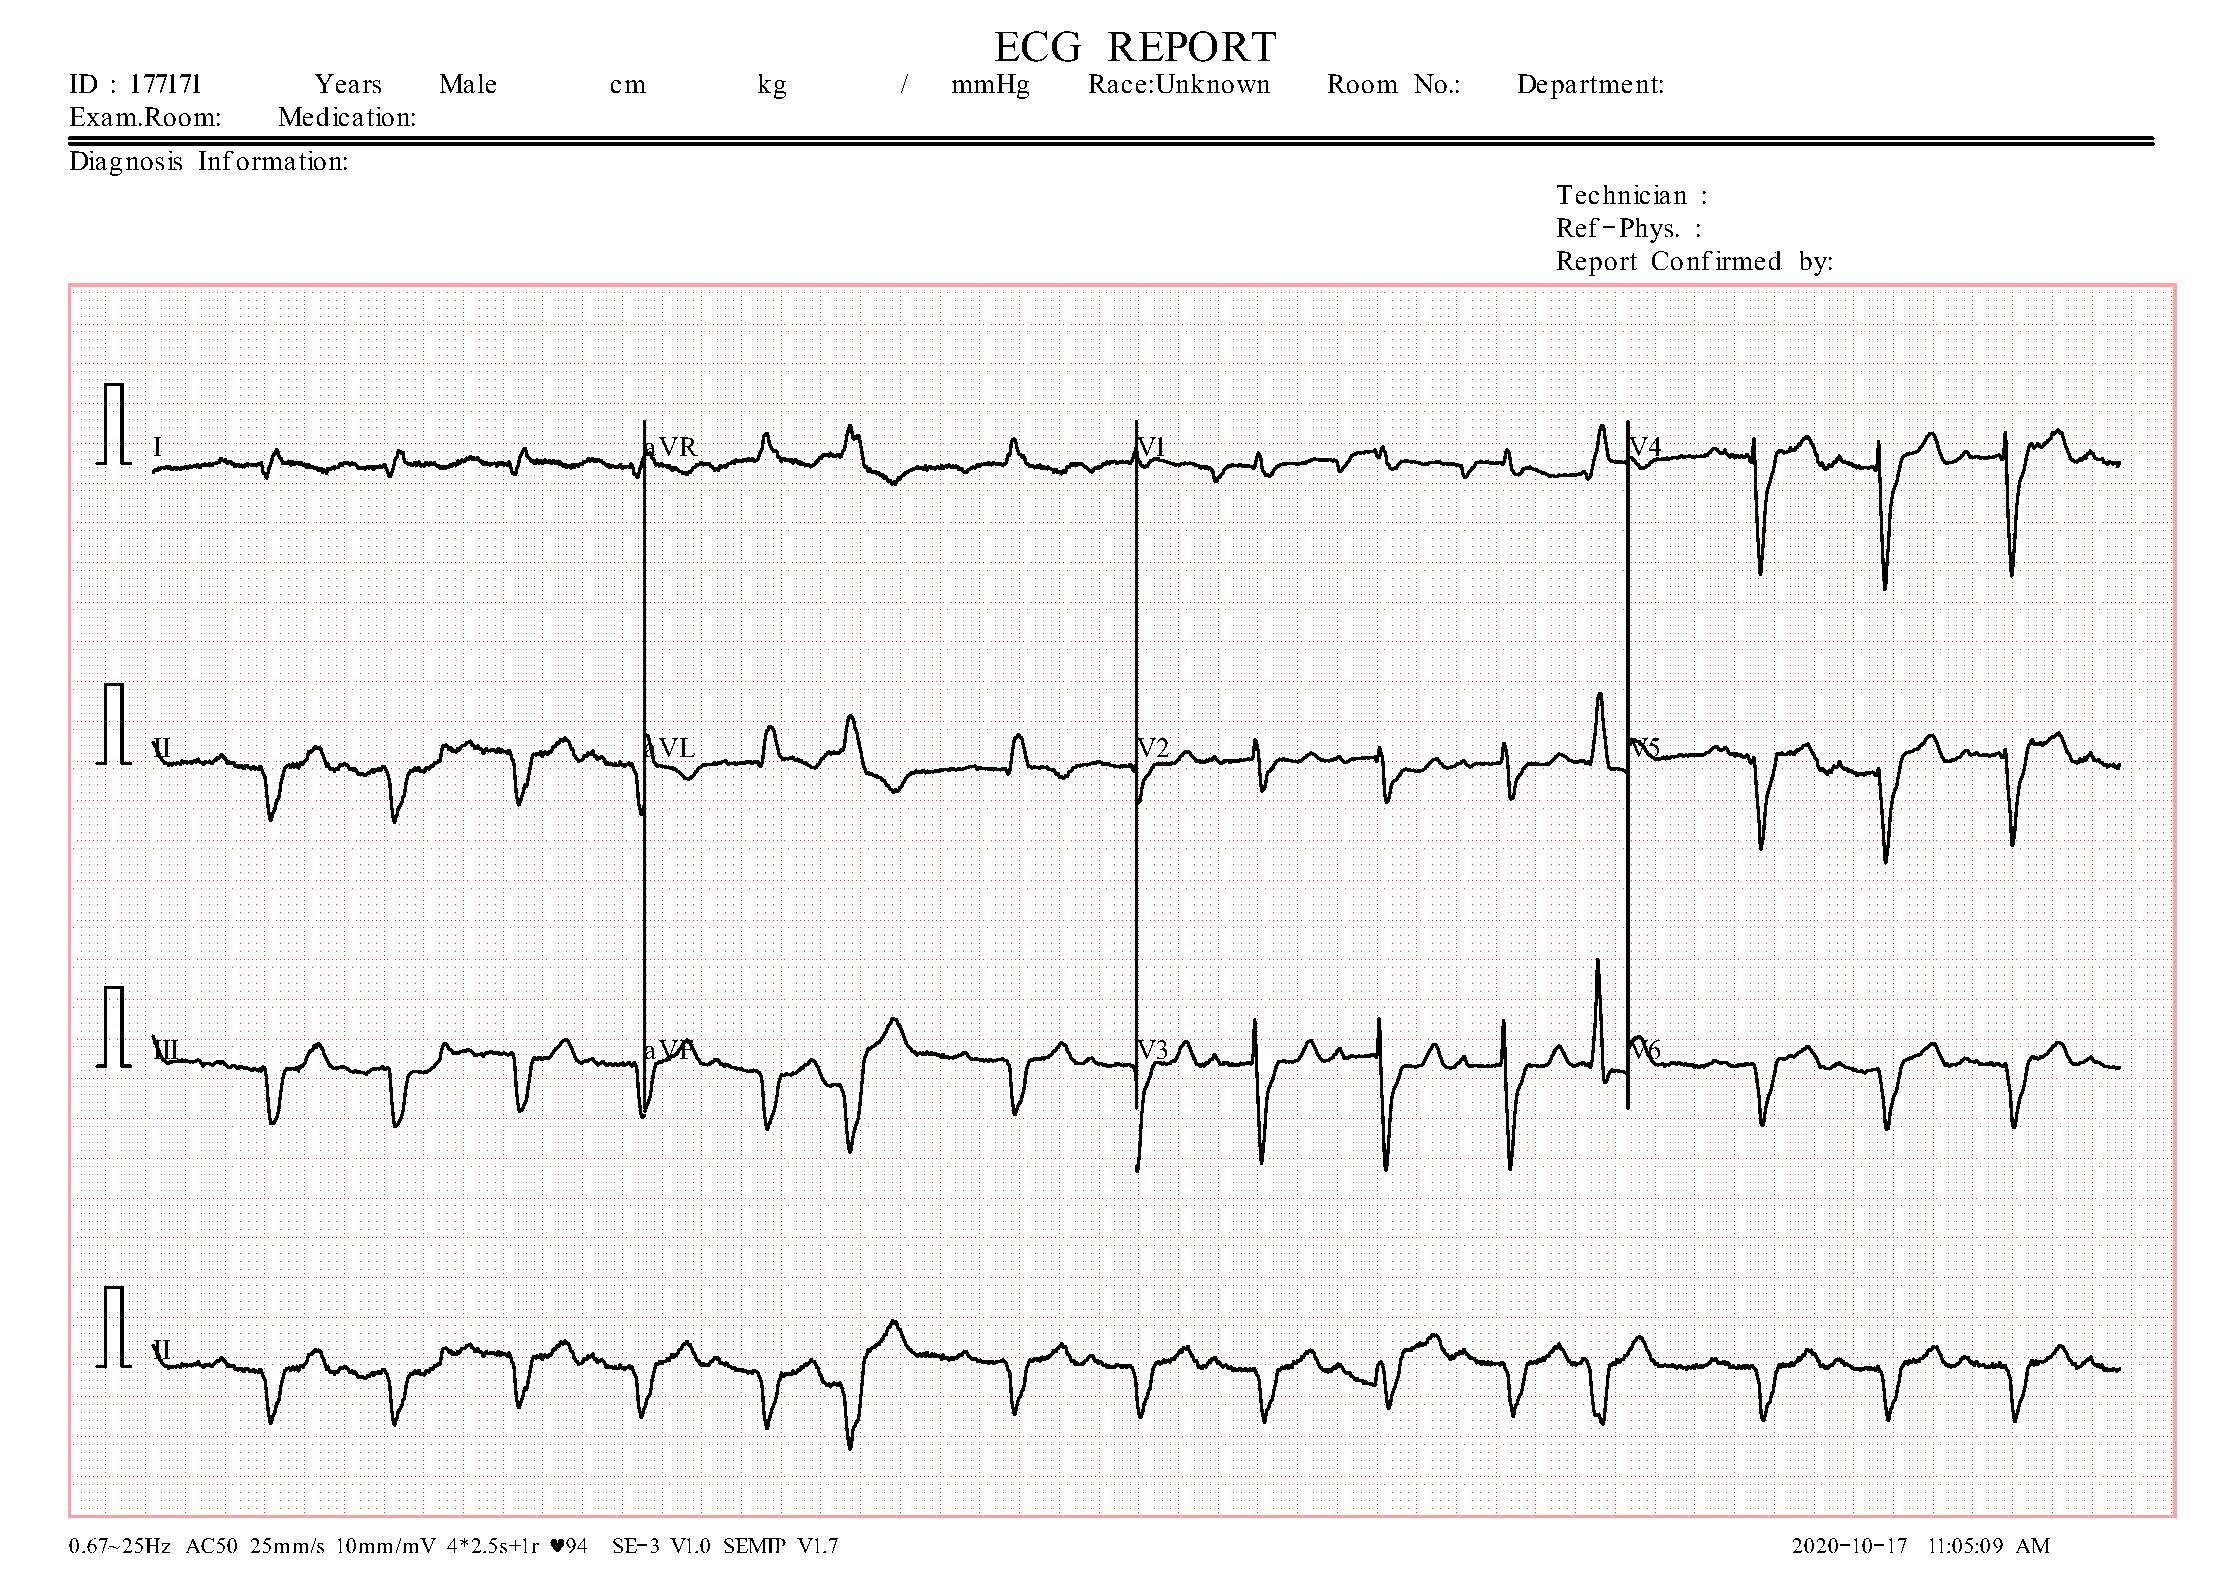 ECG REPORT
ID : 177171 Years Male cm kg / mmHg Race:Unknown Room No.: Department:
Exam.Room: Medication:
Diagnosis Information:
Technician :
Ref-Phys. :
Report Confirmed by:
I aVR V1 V4
II aVL V2 V5
III aVF V3 V6
II
0.67~25Hz AC50 25mm/s 10mm/mV 4*2.5s+1r ♥94 SE-3 V1.0 SEMIP V1.7 2020-10-17 11:05:09 AM